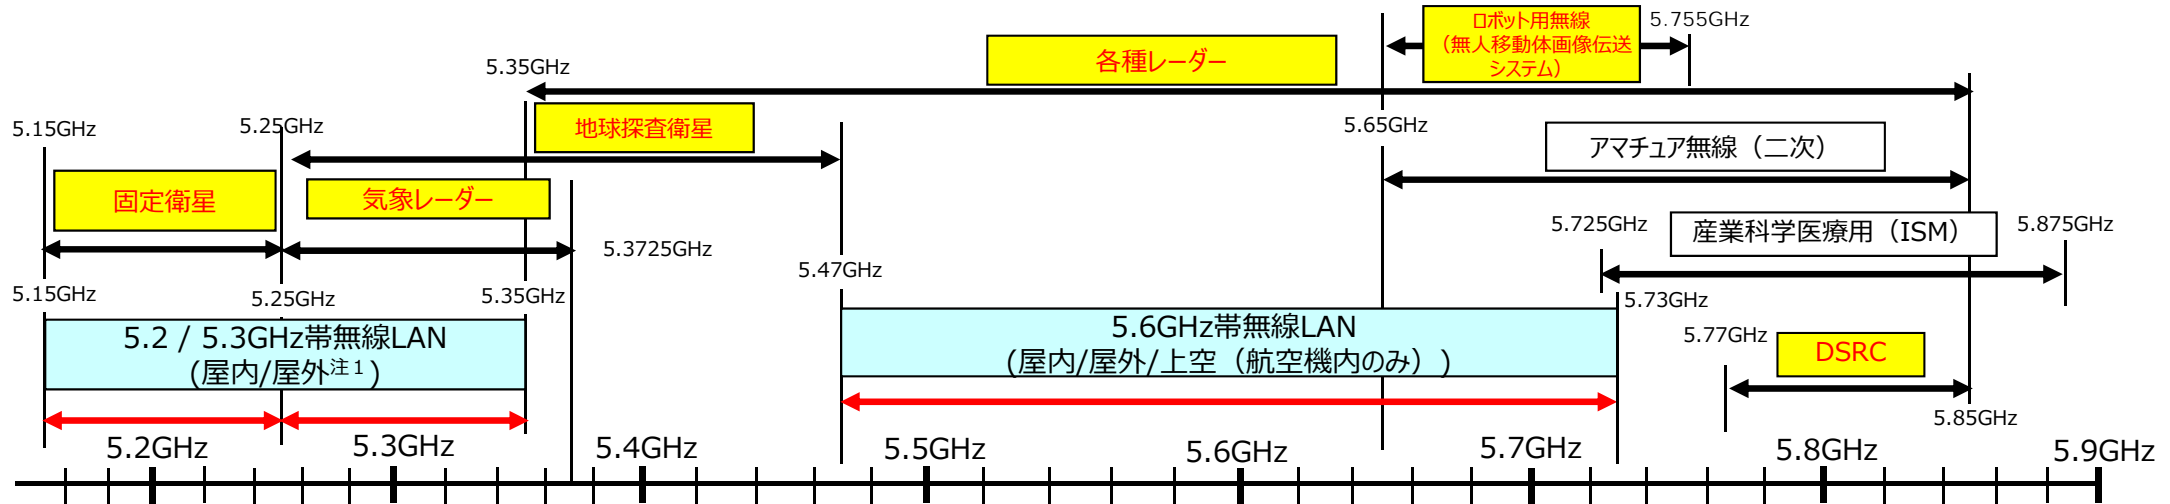 ロボット用無線
（無人移動体画像伝送
システム）
5.755GHz
各種レーダー
5.35GHz
地球探査衛星
5.15GHz
5.25GHz
5.65GHz
アマチュア無線（二次）
固定衛星
気象レーダー
5.725GHz
産業科学医療用（ISM）
5.875GHz
5.3725GHz
5.47GHz
5.15GHz
5.25GHz
5.35GHz
5.73GHz
5.2 / 5.3GHz帯無線LAN
(屋内/屋外注１)
5.6GHz帯無線LAN
(屋内/屋外/上空（航空機内のみ）)
5.77GHz
DSRC
5.85GHz
5.2GHz
5.3GHz
5.4GHz
5.5GHz
5.6GHz
5.7GHz
5.8GHz
5.9GHz